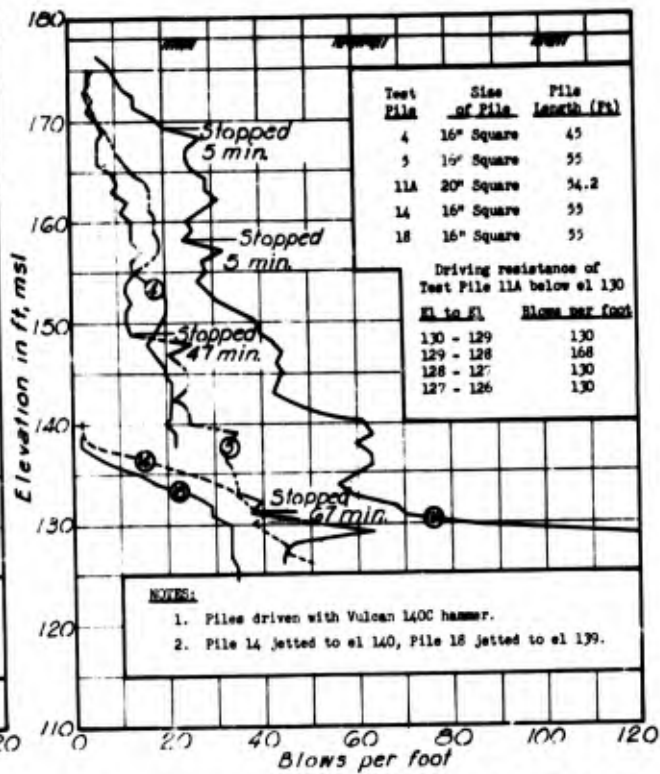 180
170
160
150
140
130
120
110
Elevation in ft, msl
Test Pile Size of Pile Pile Length (Ft)
4 16" Square 45
5 16" Square 55
11A 20" Square 54.2
14 16" Square 55
18 16" Square 55
Driving resistance of
Test Pile 11A below el 130
El to El Blows per foot
130 - 129 130
129 - 128 168
128 - 127 130
127 - 126 130
Stopped
5 min.
Stopped
5 min.
Stopped
47 min.
Stopped
67 min.
4
5
NOTES:
1. Piles driven with Vulcan 140C hammer.
2. Pile 14 jetted to el 140, Pile 18 jetted to el 139.
20
0 20 40 60 80 100 120
Blows per foot